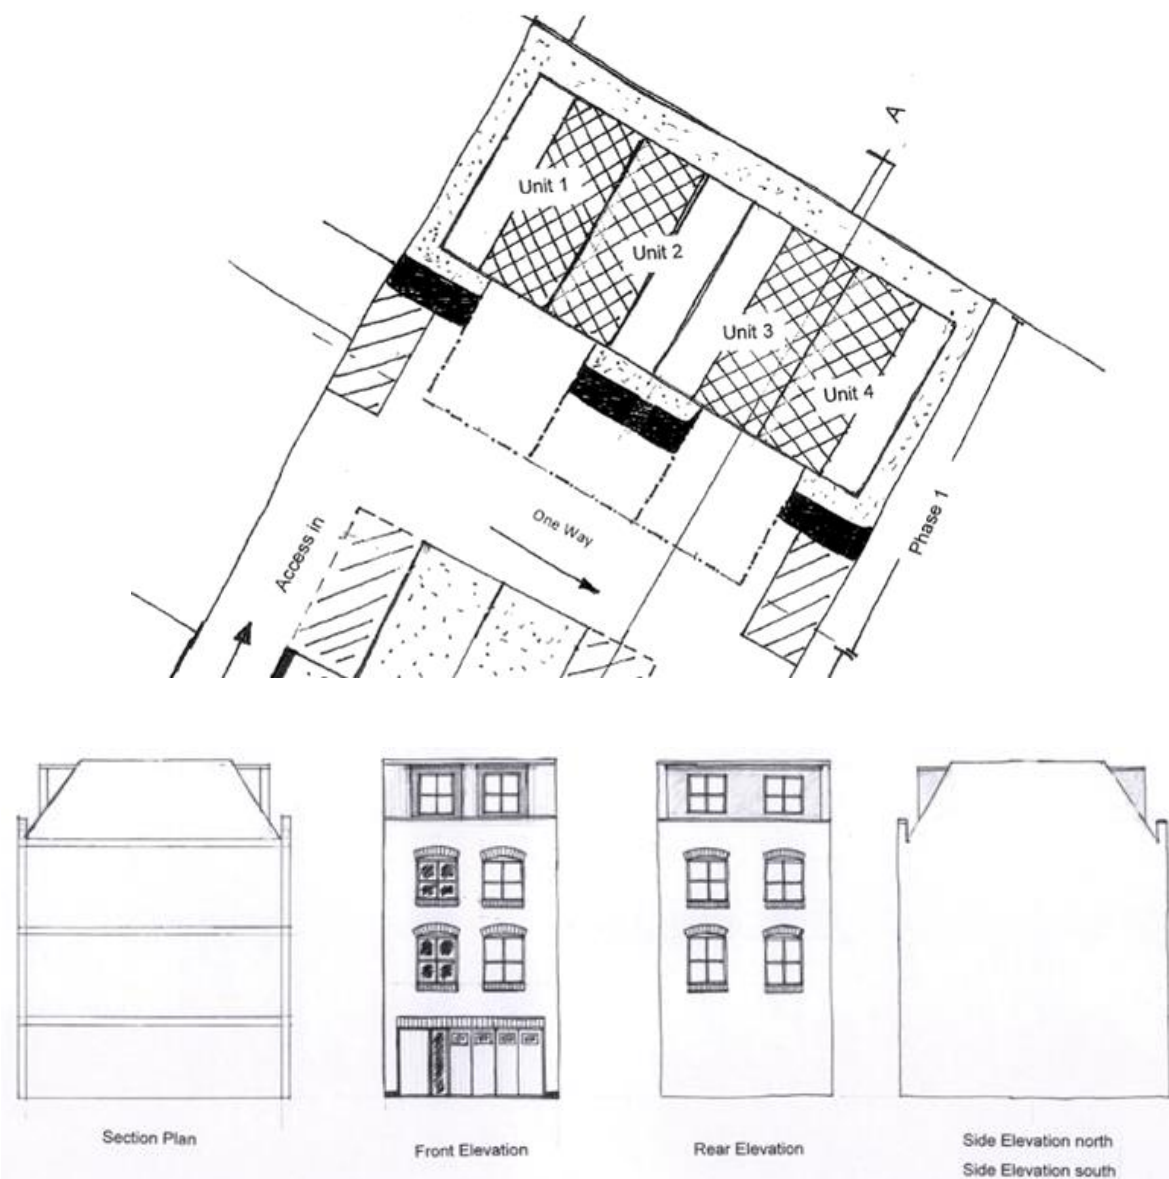 A
Unit 1
Unit 2
Unit 3
Unit 4
One Way
Access in
Phase 1
Section Plan
Front Elevation
Rear Elevation
Side Elevation north
Side Elevation south